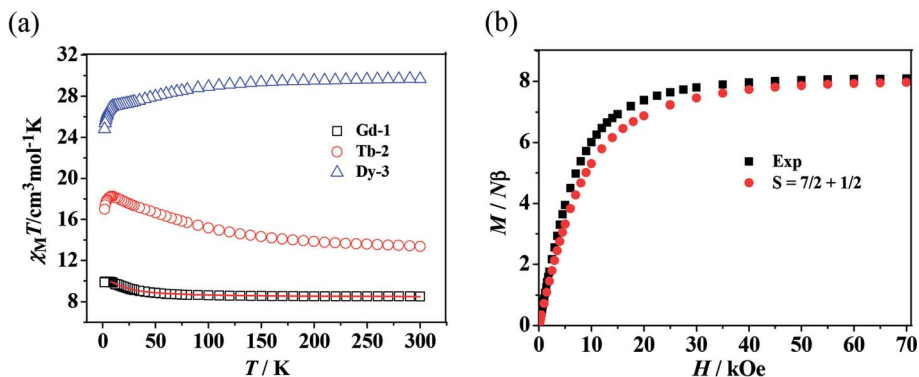 (a)
32
28
24
20
16
12
8
χMT/cm³mol⁻¹K
Gd-1
Tb-2
Dy-3
0 50 100 150 200 250 300
T / K
(b)
10
8
6
4
2
0
M / Nβ
Exp
S = 7/2 + 1/2
0 10 20 30 40 50 60 70
H / kOe